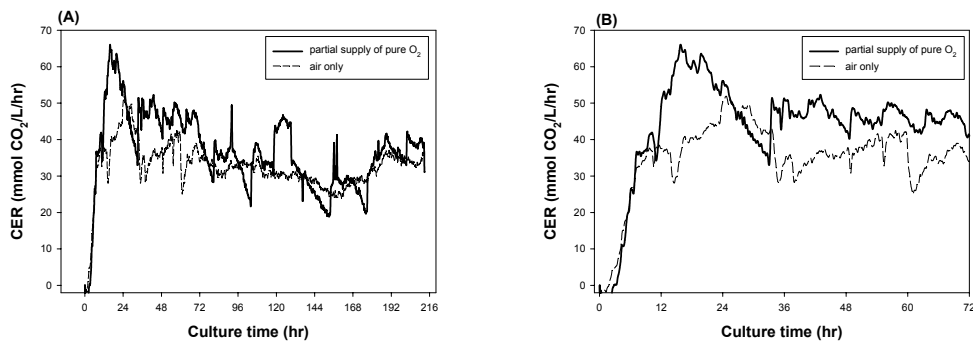 (A)
partial supply of pure O₂
air only
CER (mmol CO₂/L/hr)
70
60
50
40
30
20
10
0
0 24 48 72 96 120 144 168 192 216
Culture time (hr)
(B)
partial supply of pure O₂
air only
CER (mmol CO₂/L/hr)
70
60
50
40
30
20
10
0
0 12 24 36 48 60 72
Culture time (hr)